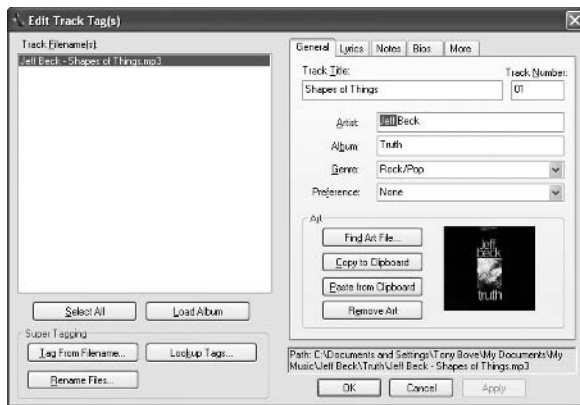 Edit Track Tag(s)
Track Filename(s):
Jeff Beck - Shapes of Things.mp3
Select All
Load Album
Super Tagging
Tag From Filename...
Lookup Tags...
Rename Files...
General
Lyrics
Notes
Bios
More
Track Title:
Track Number:
Shapes of Things
01
Artist:
Jeff Beck
Album:
Truth
Genre:
Rock/Pop
Preference:
None
Art
Find Art File...
Copy to Clipboard
Paste from Clipboard
Remove Art
jeff
beck
truth
Path: C:\Documents and Settings\Tony Bove\My Documents\My
Music\Jeff Beck\Truth\Jeff Beck - Shapes of Things.mp3
OK
Cancel
Apply